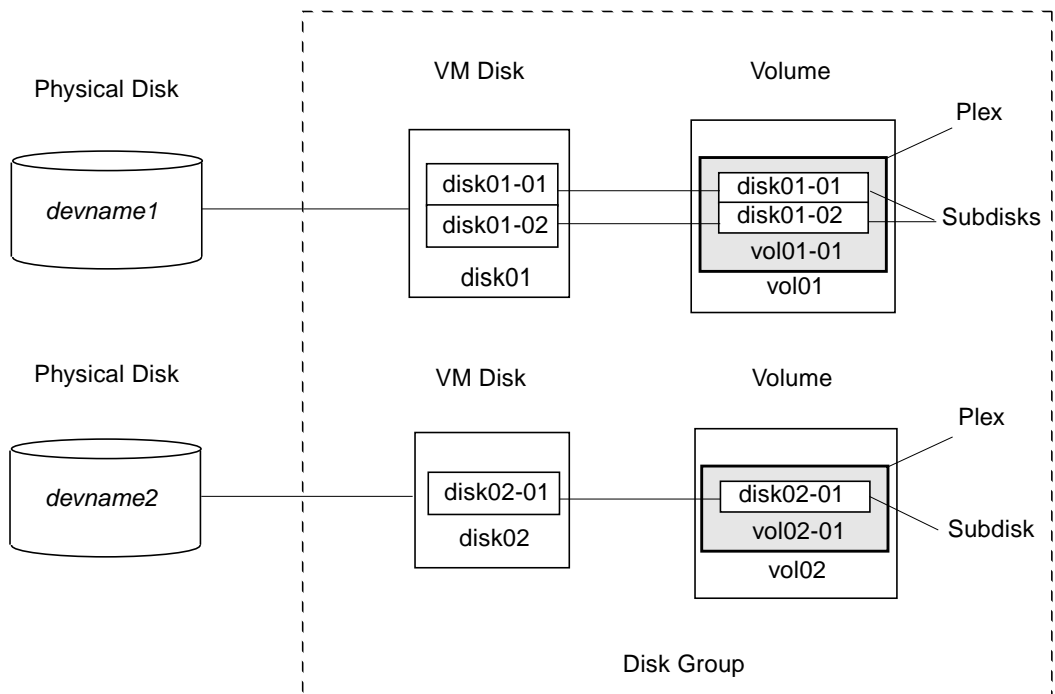 VM Disk
Volume
Physical Disk
Plex
devname1
disk01-01
disk01-02
disk01
disk01-01
disk01-02
vol01-01
vol01
Subdisks
Physical Disk
VM Disk
Volume
Plex
devname2
disk02-01
disk02
disk02-01
vol02-01
vol02
Subdisk
Disk Group